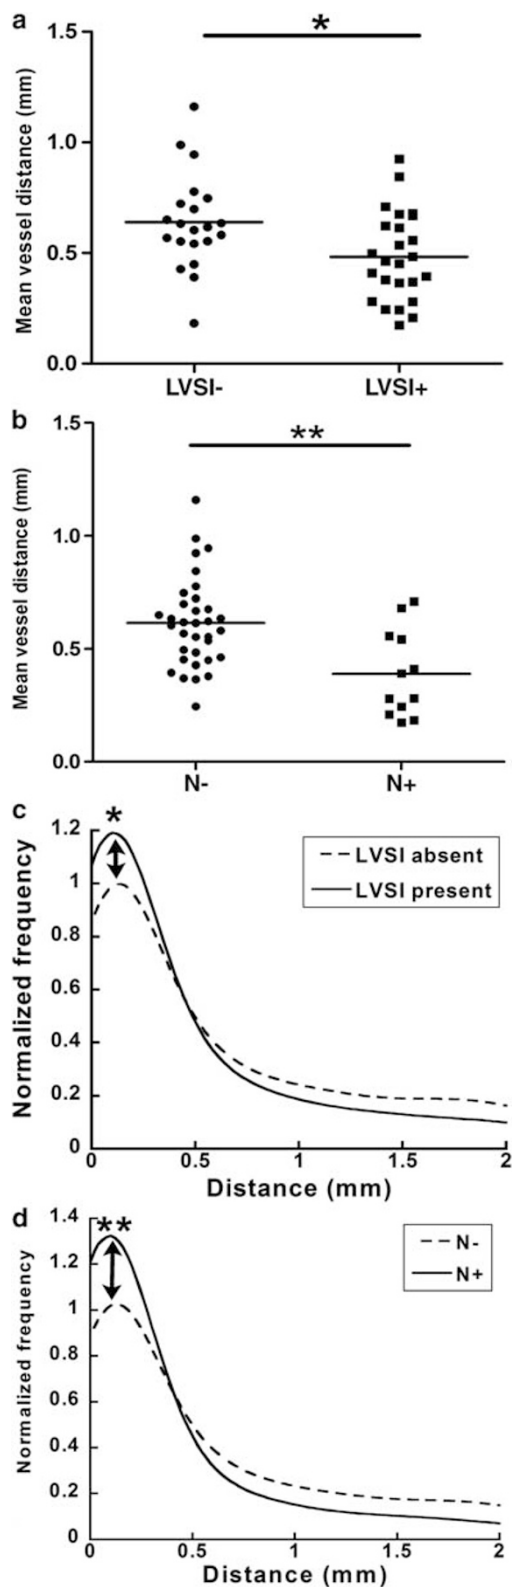 a
*
1.5
1.0
0.5
0.0
Mean vessel distance (mm)
LVSI-
LVSI+
b
**
1.5
1.0
0.5
0.0
Mean vessel distance (mm)
N-
N+
c
*
1.2
1
0.8
0.6
0.4
0.2
0
Normalized frequency
LVSI absent
LVSI present
0
0.5
1
1.5
2
Distance (mm)
d
**
1.4
1.2
1
0.8
0.6
0.4
0.2
0
Normalized frequency
N-
N+
0
0.5
1
1.5
2
Distance (mm)